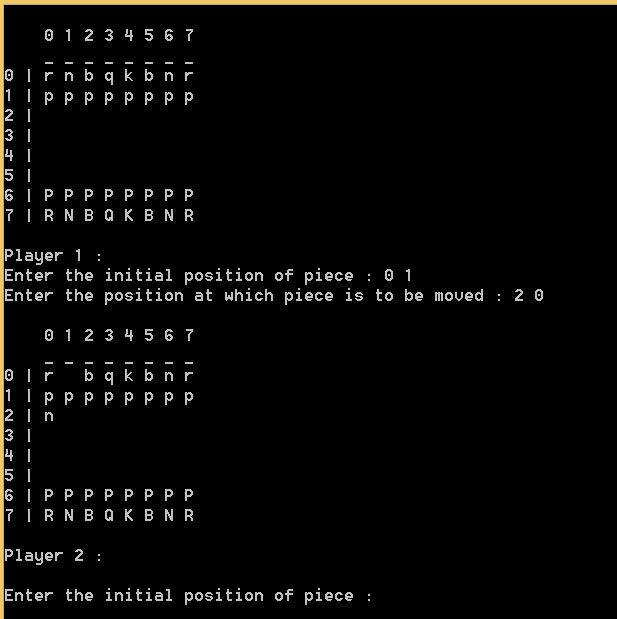 0 1 2 3 4 5 6 7
    _ _ _ _ _ _ _ _
0 | r n b q k b n r
1 | p p p p p p p p
2 |
3 |
4 |
5 |
6 | P P P P P P P P
7 | R N B Q K B N R
Player 1 :
Enter the initial position of piece : 0 1
Enter the position at which piece is to be moved : 2 0
    0 1 2 3 4 5 6 7
    _ _ _ _ _ _ _ _
0 | r   b q k b n r
1 | p p p p p p p p
2 | n
3 |
4 |
5 |
6 | P P P P P P P P
7 | R N B Q K B N R
Player 2 :
Enter the initial position of piece :